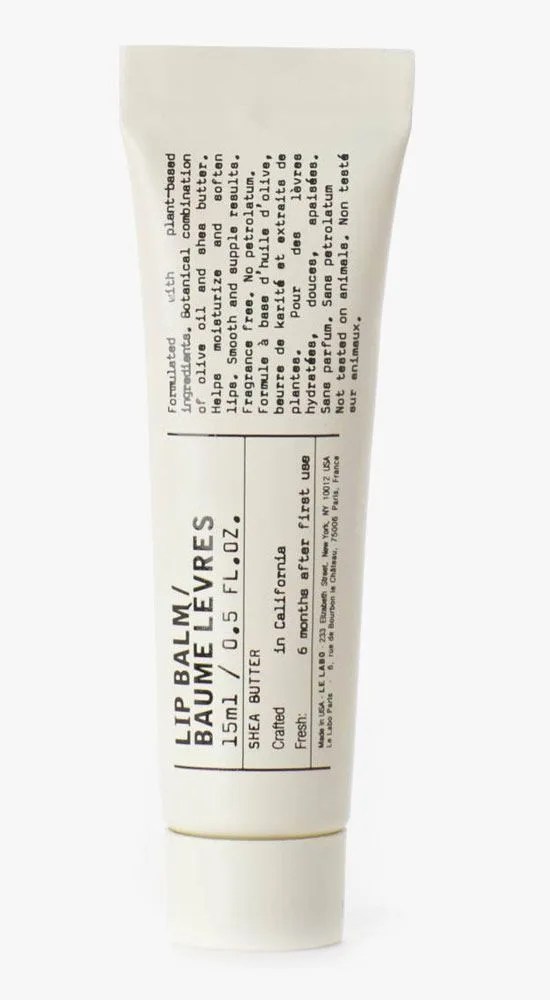 LIP BALM/
BAUME LÈVRES
15ml / 0.5 FL.OZ.
SHEA BUTTER
Crafted in California
Fresh: 6 months after first use
Made in USA - LE LABO - 233 Elizabeth Street, New York, NY 10012 USA
Le Labo Paris - 6, rue de Bourbon le Château, 75006 Paris, France
Formulated with plant-based
ingredients. Botanical combination
of olive oil and shea butter.
Helps moisturize and soften
lips. Smooth and supple results.
Fragrance free. No petrolatum.
Formule à base d'huile d'olive,
beurre de karité et extraits de
plantes. Pour des lèvres
hydratées, douces, apaisées.
Sans parfum. Sans petrolatum
Not tested on animals. Non testé
sur animaux.